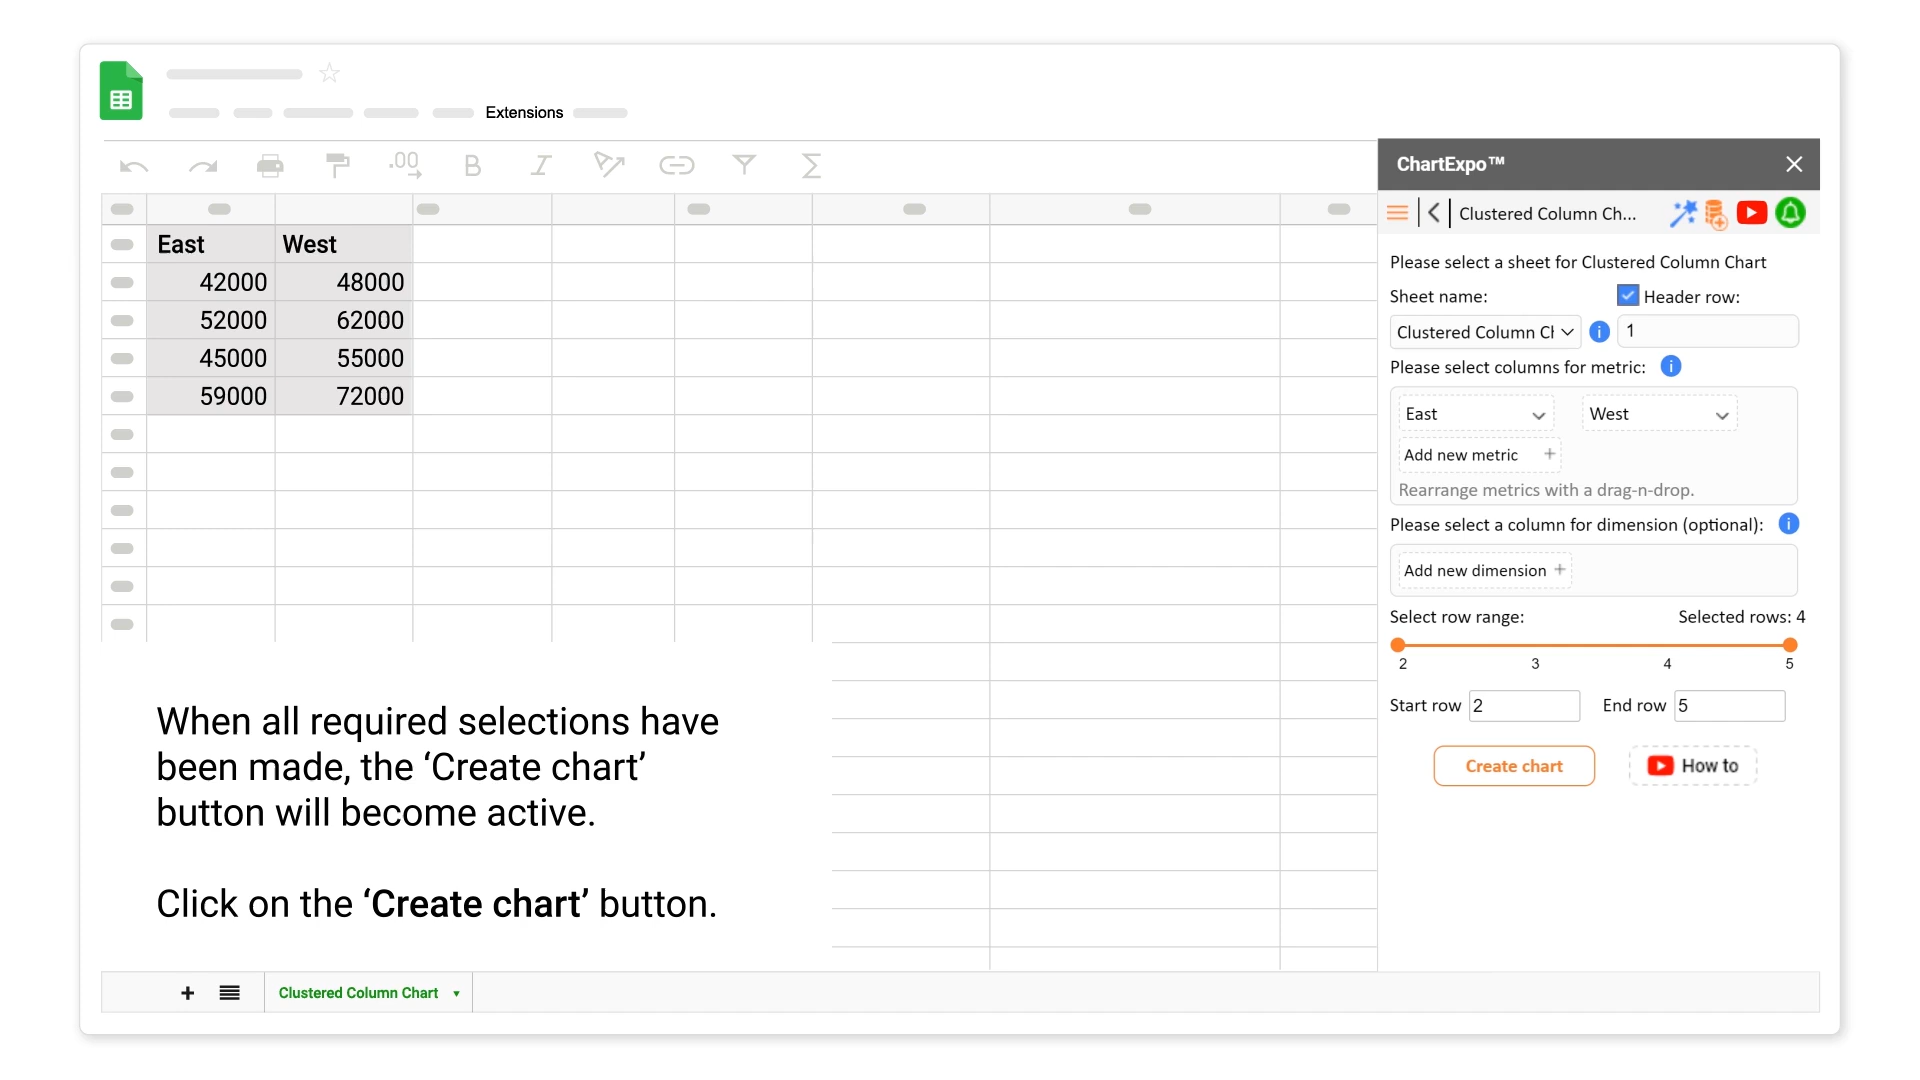 Extensions
.00
B
I
Σ
East West
42000 48000
52000 62000
45000 55000
59000 72000
When all required selections have
been made, the ‘Create chart’
button will become active.
Click on the ‘Create chart’ button.
+ Clustered Column Chart
ChartExpo™
Clustered Column Ch...
Please select a sheet for Clustered Column Chart
Sheet name: Header row:
Clustered Column Cl i 1
Please select columns for metric: i
East West
Add new metric +
Rearrange metrics with a drag-n-drop.
Please select a column for dimension (optional): i
Add new dimension +
Select row range: Selected rows: 4
2 3 4 5
Start row 2 End row 5
Create chart How to